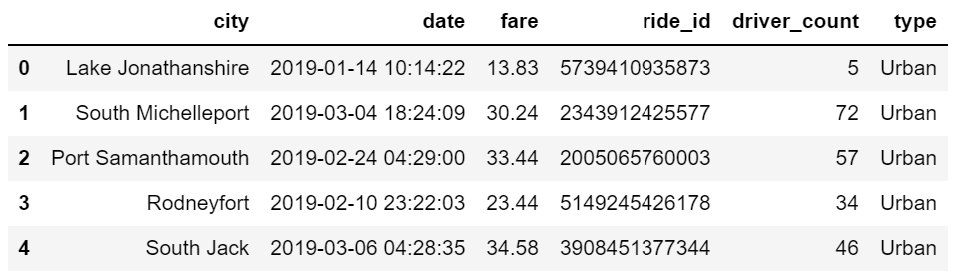 city date fare ride_id driver_count type
0 Lake Jonathanshire 2019-01-14 10:14:22 13.83 5739410935873 5 Urban
1 South Michelleport 2019-03-04 18:24:09 30.24 2343912425577 72 Urban
2 Port Samanthamouth 2019-02-24 04:29:00 33.44 2005065760003 57 Urban
3 Rodneyfort 2019-02-10 23:22:03 23.44 5149245426178 34 Urban
4 South Jack 2019-03-06 04:28:35 34.58 3908451377344 46 Urban